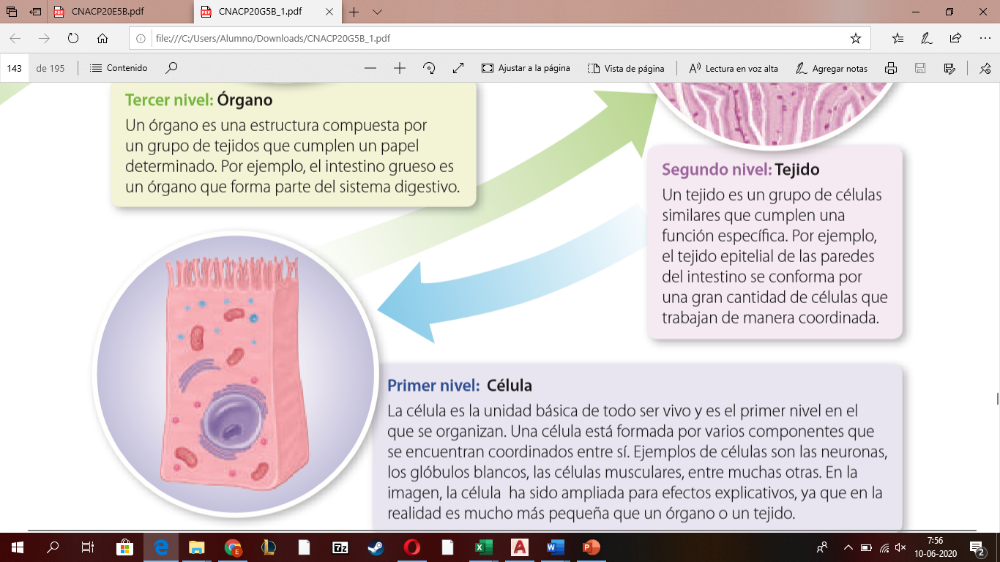 CNACP20E5B.pdf
CNACP20G5B_1.pdf
file:///C:/Users/Alumno/Downloads/CNACP20G5B_1.pdf
143 de 195 Contenido Ajustar a la página Vista de página Lectura en voz alta Agregar notas
Tercer nivel: Órgano
Un órgano es una estructura compuesta por
un grupo de tejidos que cumplen un papel
determinado. Por ejemplo, el intestino grueso es
un órgano que forma parte del sistema digestivo.
Segundo nivel: Tejido
Un tejido es un grupo de células
similares que cumplen una
función específica. Por ejemplo,
el tejido epitelial de las paredes
del intestino se conforma por
una gran cantidad de células que
trabajan de manera coordinada.
Primer nivel: Célula
La célula es la unidad básica de todo ser vivo y es el primer nivel en el
que se organizan. Una célula está formada por varios componentes que
se encuentran coordinados entre sí. Ejemplos de células son las neuronas,
los glóbulos blancos, las células musculares, entre muchas otras. En la
imagen, la célula ha sido ampliada para efectos explicativos, ya que en la
realidad es mucho más pequeña que un órgano o un tejido.
7:56
10-06-2020
2